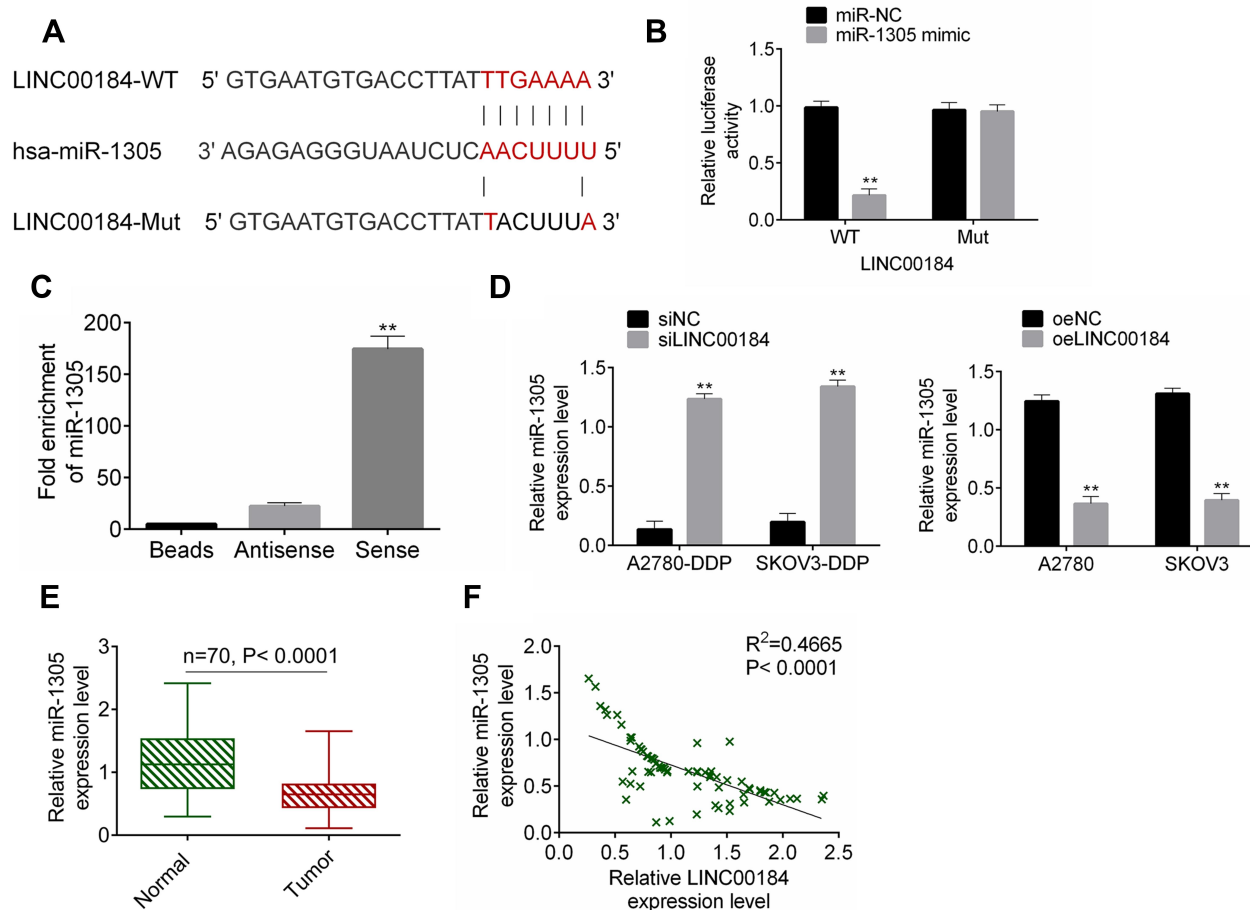 A
LINC00184-WT 5' GTGAATGTGACCTTATTTGAAAA 3'
hsa-miR-1305 3' AGAGAGGGUAAUCUCAACUUUU 5'
LINC00184-Mut 5' GTGAATGTGACCTTATTACUUUA 3'
B
miR-NC
miR-1305 mimic
Relative luciferase
activity
1.5
1.0
0.5
0.0
**
WT
Mut
LINC00184
C
Fold enrichment
of miR-1305
200
150
100
50
0
**
Beads
Antisense
Sense
D
siNC
siLINC00184
Relative miR-1305
expression level
1.5
1.0
0.5
0.0
**
**
A2780-DDP
SKOV3-DDP
oeNC
oeLINC00184
Relative miR-1305
expression level
1.5
1.0
0.5
0.0
**
**
A2780
SKOV3
E
Relative miR-1305
expression level
3
2
1
0
n=70, P< 0.0001
Normal
Tumor
F
Relative miR-1305
expression level
2.0
1.5
1.0
0.5
0.0
R²=0.4665
P< 0.0001
0.0
0.5
1.0
1.5
2.0
2.5
Relative LINC00184
expression level